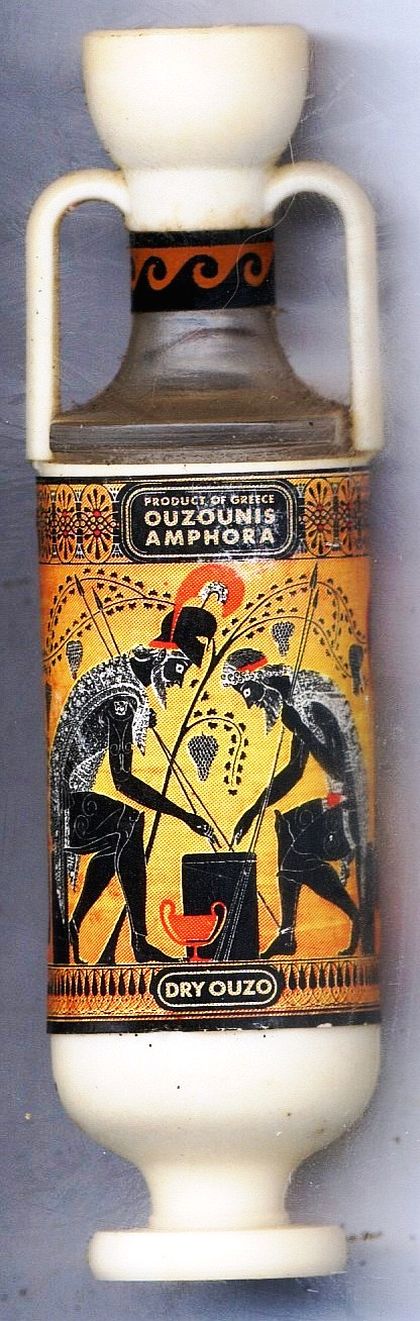 PRODUCT OF GREECE
OUZOUNIS
AMPHORA
DRY OUZO